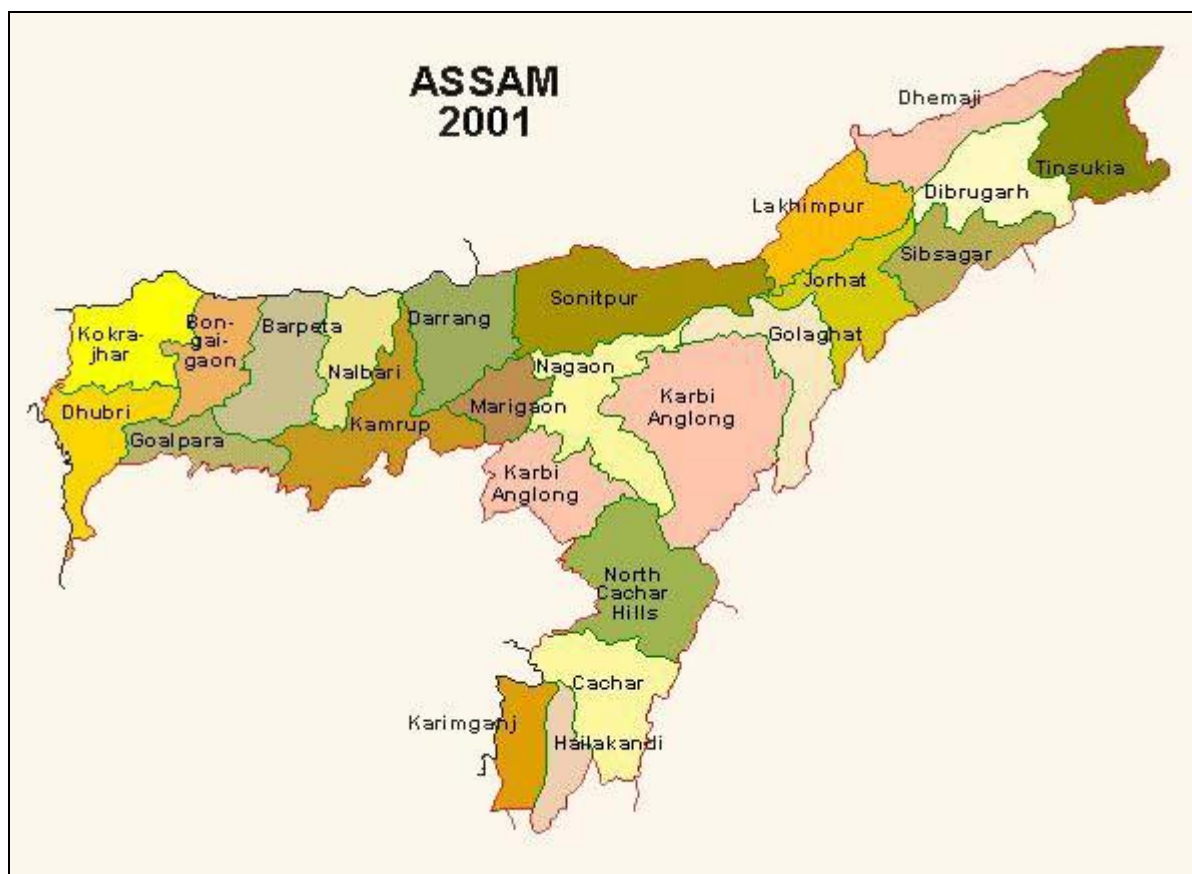 ASSAM
2001
Dhemaji
Tinsukia
Dibrugarh
Lakhimpur
Sibsagar
Jorhat
Sonitpur
Darrang
Barpeta
Bon-
gai-
gaon
Kokra-
jhar
Golaghat
Nagaon
Nalbari
Karbi
Anglong
Marigaon
Dhubri
Kamrup
Goalpara
Karbi
Anglong
North
Cachar
Hills
Cachar
Karimganj
Hailakandi